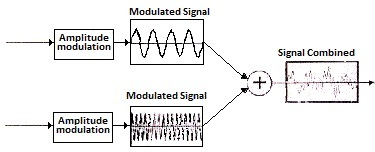 Modulated Signal
Amplitude
modulation
Signal Combined
Modulated Signal
Amplitude
modulation